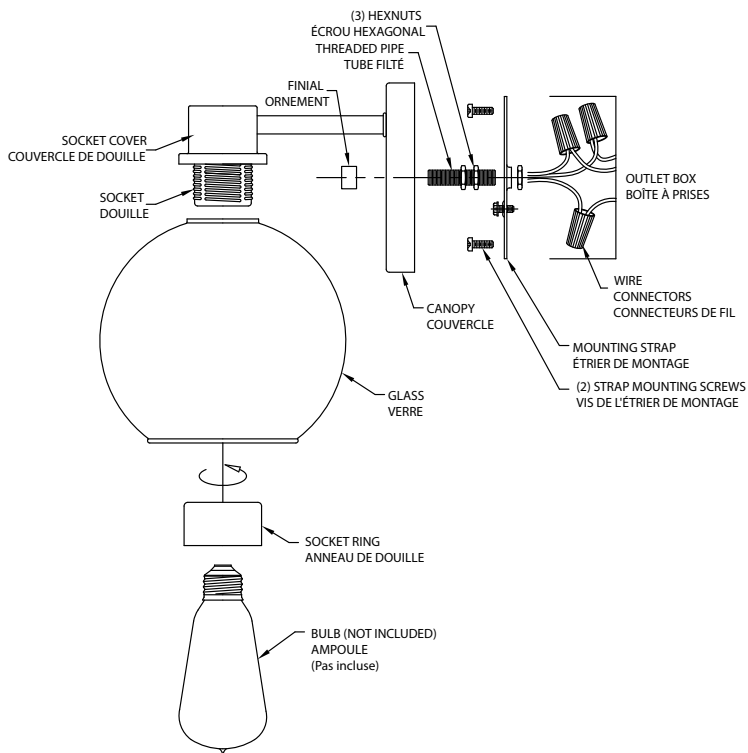 (3) HEXNUTS
ÉCROU HEXAGONAL
THREADED PIPE
TUBE FILTÉ
FINIAL
ORNEMENT
SOCKET COVER
COUVERCLE DE DOUILLE
SOCKET
DOUILLE
OUTLET BOX
BOÎTE À PRISES
WIRE
CONNECTORS
CONNECTEURS DE FIL
CANOPY
COUVERCLE
MOUNTING STRAP
ÉTRIER DE MONTAGE
(2) STRAP MOUNTING SCREWS
VIS DE L'ÉTRIER DE MONTAGE
GLASS
VERRE
SOCKET RING
ANNEAU DE DOUILLE
BULB (NOT INCLUDED)
AMPOULE
(Pas incluse)